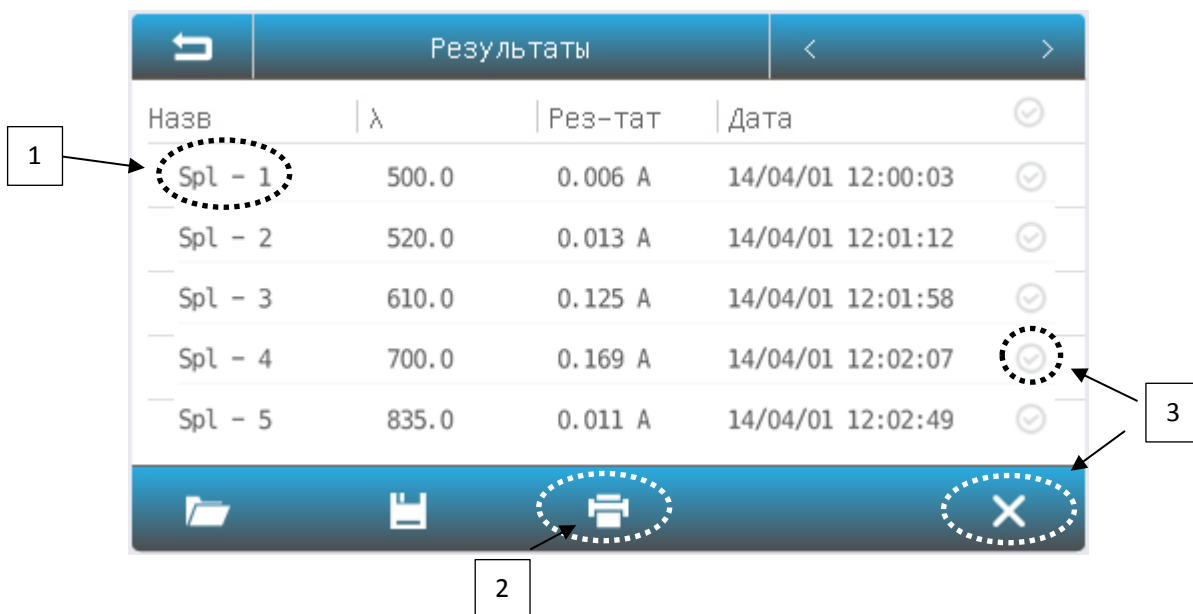 Результаты < >
Назв λ Рез-тат Дата
1
Spl - 1 500.0 0.006 A 14/04/01 12:00:03
Spl - 2 520.0 0.013 A 14/04/01 12:01:12
Spl - 3 610.0 0.125 A 14/04/01 12:01:58
Spl - 4 700.0 0.169 A 14/04/01 12:02:07
3
Spl - 5 835.0 0.011 A 14/04/01 12:02:49
2